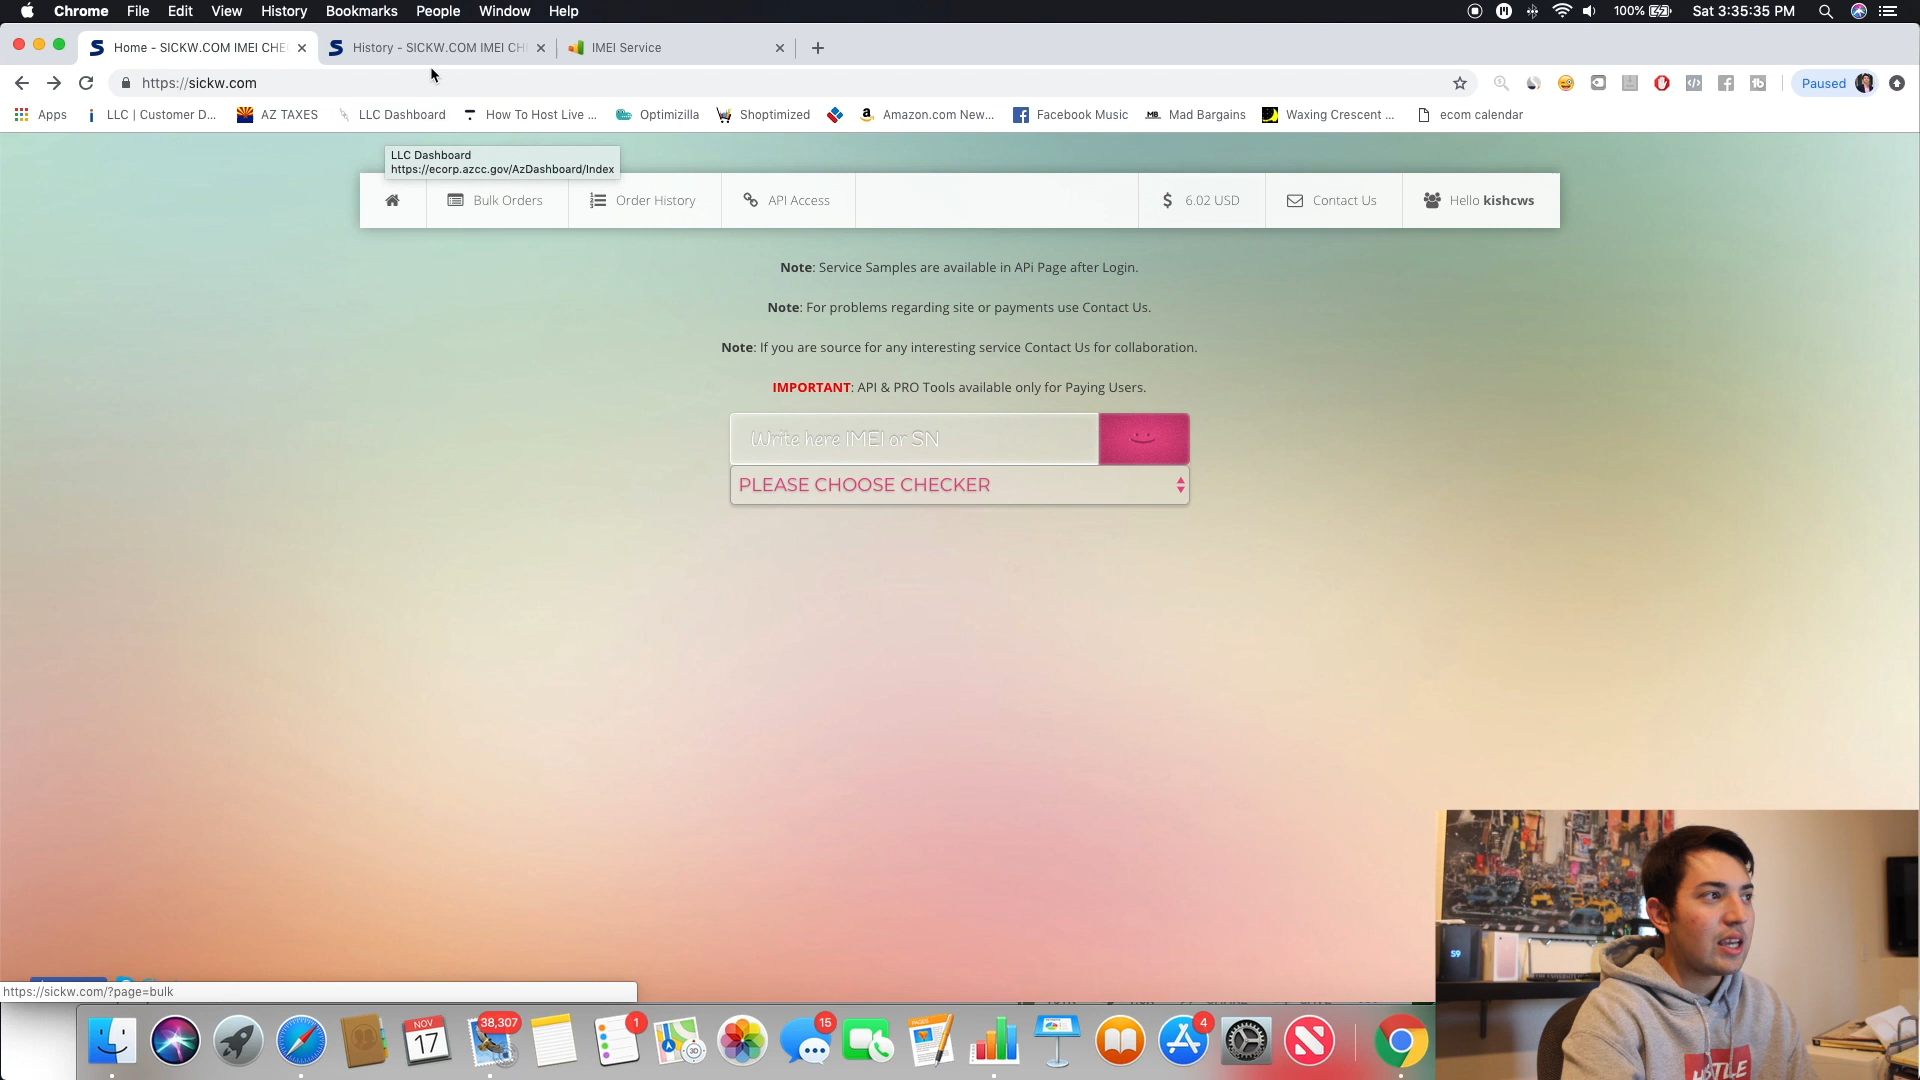 Chrome File Edit View History Bookmarks People Window Help
100% Sat 3:35:35 PM
Home - SICKW.COM IMEI CHE
History - SICKW.COM IMEI CH
IMEI Service
https://sickw.com
Paused
Apps
LLC | Customer D...
AZ TAXES
LLC Dashboard
How To Host Live ...
Optimizilla
Shoptimized
Amazon.com New...
Facebook Music
Mad Bargains
Waxing Crescent ...
ecom calendar
LLC Dashboard
https://ecorp.azcc.gov/AzDashboard/Index
Bulk Orders
Order History
API Access
$ 6.02 USD
Contact Us
Hello kishcws
Note: Service Samples are available in APi Page after Login.
Note: For problems regarding site or payments use Contact Us.
Note: If you are source for any interesting service Contact Us for collaboration.
IMPORTANT: API & PRO Tools available only for Paying Users.
Write here IMEI or SN
PLEASE CHOOSE CHECKER
https://sickw.com/?page=bulk
NOV
17
38,307
1
3D
15
PAGES
4
S9